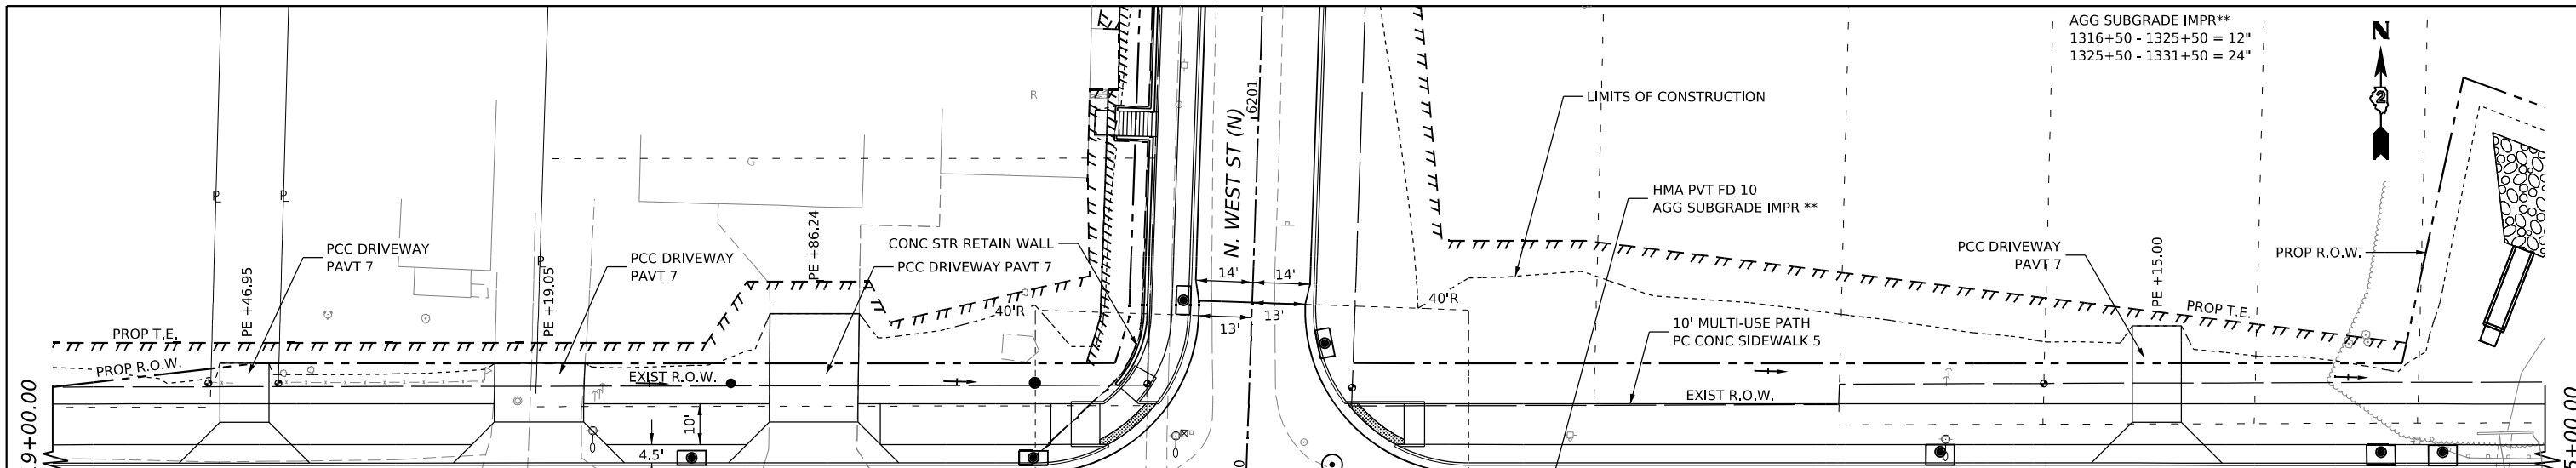 AGG SUBGRADE IMPR**
1316+50 - 1325+50 = 12"
1325+50 - 1331+50 = 24"
N
2
LIMITS OF CONSTRUCTION
6201
N. WEST ST (N)
R
G
HMA PVT FD 10
AGG SUBGRADE IMPR **
PCC DRIVEWAY
PAVT 7
PE +46.95
PCC DRIVEWAY
PAVT 7
PE +19.05
PE +86.24
CONC STR RETAIN WALL
PCC DRIVEWAY PAVT 7
14'
14'
13'
13'
40'R
40'R
PCC DRIVEWAY
PAVT 7
PE +15.00
PROP R.O.W.
PROP T.E.
PROP T.E.
PROP R.O.W.
EXIST R.O.W.
10' MULTI-USE PATH
PC CONC SIDEWALK 5
EXIST R.O.W.
10'
4.5'
9+00.00
5+00.00
0